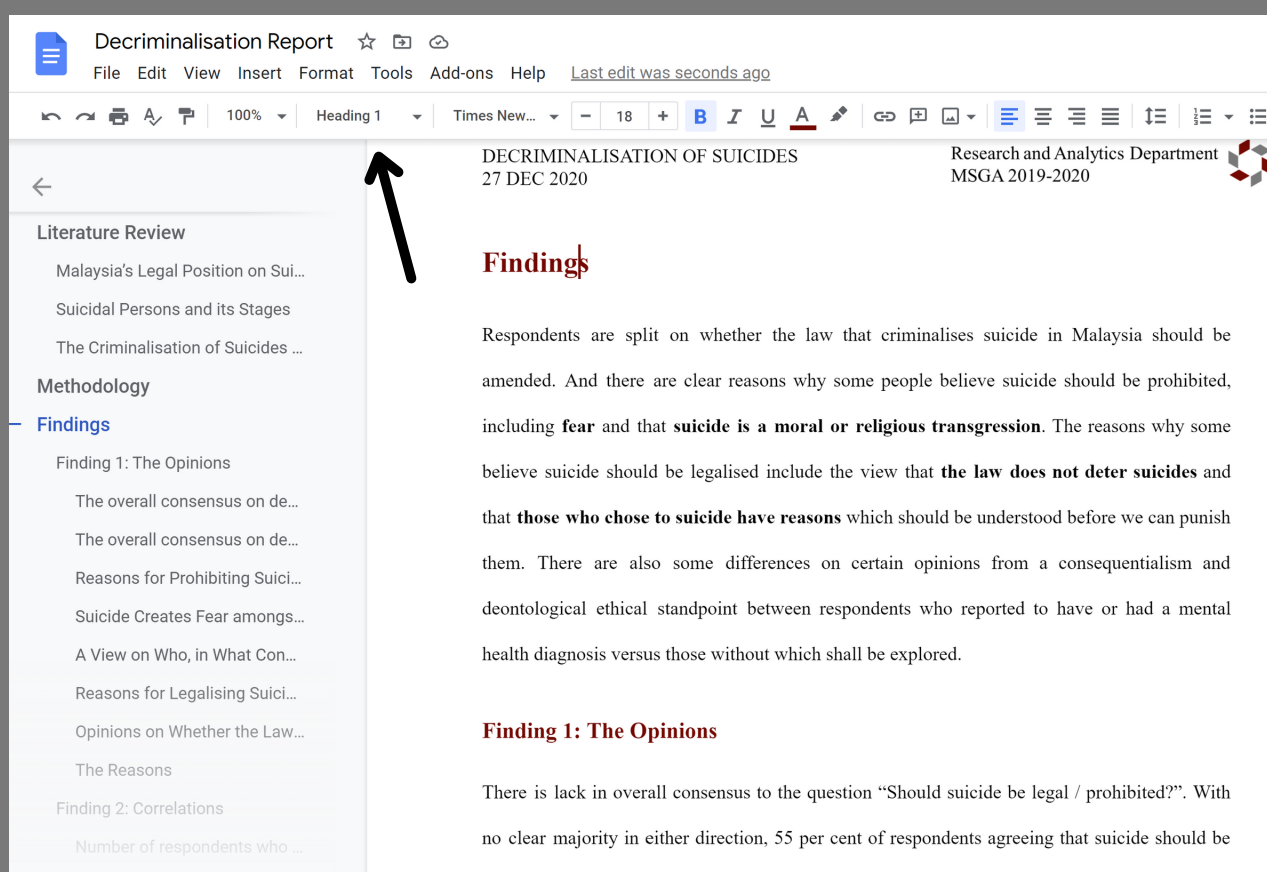 Decriminalisation Report
File Edit View Insert Format Tools Add-ons Help Last edit was seconds ago
100% Heading 1 Times New... 18 B I U A
DECRIMINALISATION OF SUICIDES
27 DEC 2020
Research and Analytics Department
MSGA 2019-2020
Literature Review
Malaysia’s Legal Position on Sui...
Suicidal Persons and its Stages
The Criminalisation of Suicides ...
Methodology
Findings
Finding 1: The Opinions
The overall consensus on de...
The overall consensus on de...
Reasons for Prohibiting Suici...
Suicide Creates Fear amongs...
A View on Who, in What Con...
Reasons for Legalising Suici...
Opinions on Whether the Law...
The Reasons
Finding 2: Correlations
Number of respondents who ...
Findings
Respondents are split on whether the law that criminalises suicide in Malaysia should be
amended. And there are clear reasons why some people believe suicide should be prohibited,
including fear and that suicide is a moral or religious transgression. The reasons why some
believe suicide should be legalised include the view that the law does not deter suicides and
that those who chose to suicide have reasons which should be understood before we can punish
them. There are also some differences on certain opinions from a consequentialism and
deontological ethical standpoint between respondents who reported to have or had a mental
health diagnosis versus those without which shall be explored.
Finding 1: The Opinions
There is lack in overall consensus to the question “Should suicide be legal / prohibited?”. With
no clear majority in either direction, 55 per cent of respondents agreeing that suicide should be